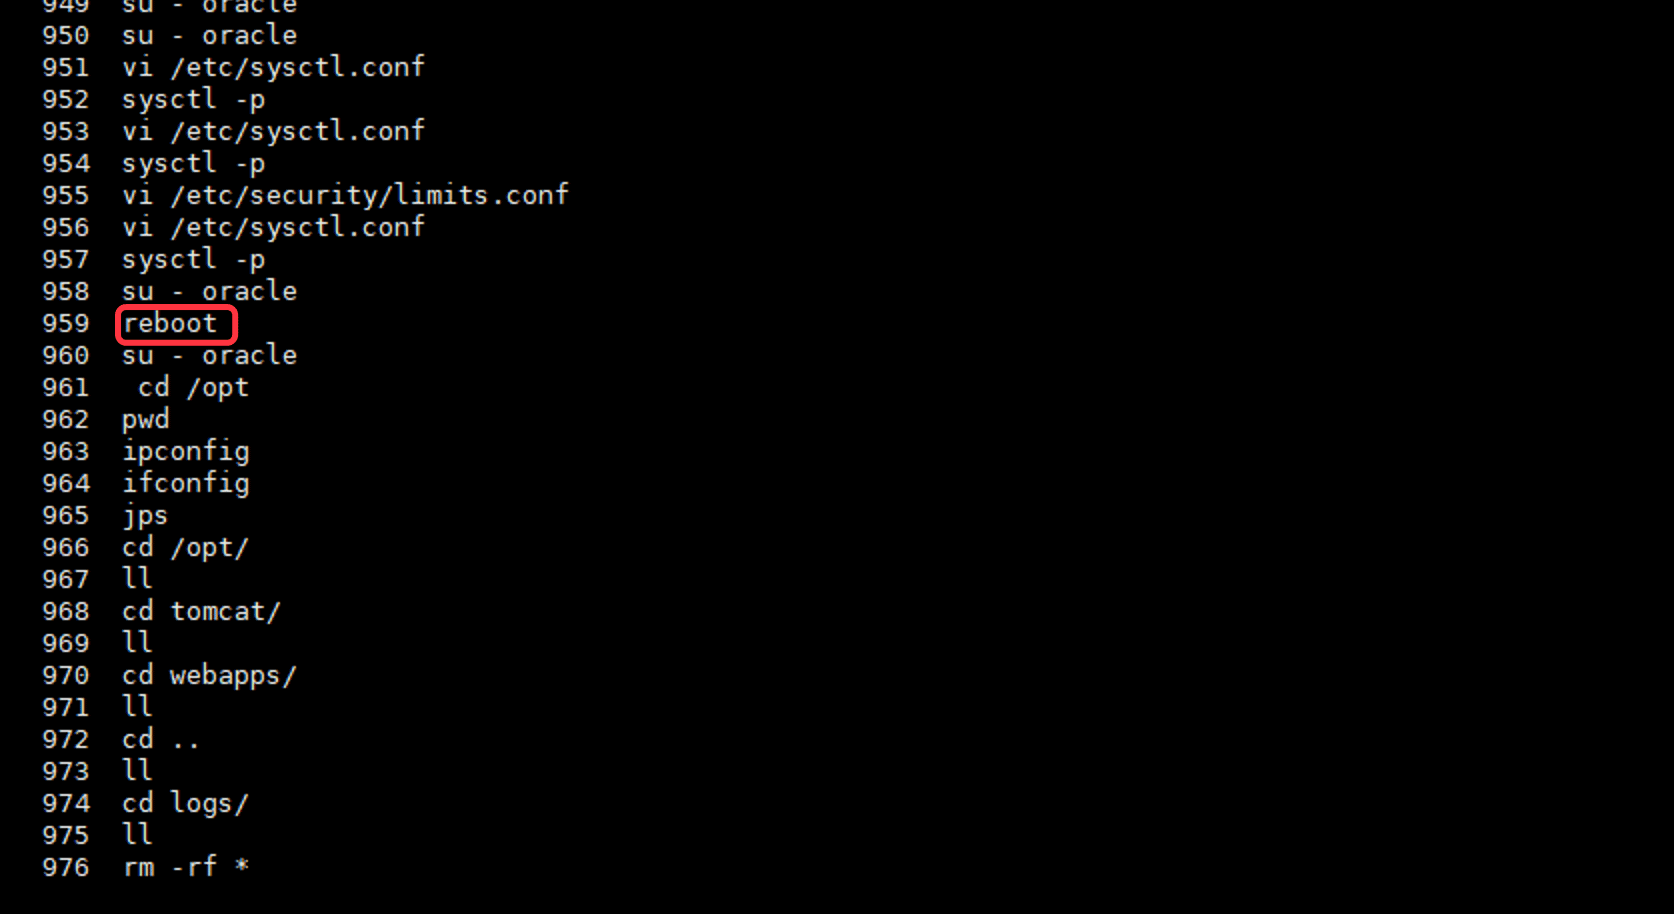 949 su - oracle
950 su - oracle
951 vi /etc/sysctl.conf
952 sysctl -p
953 vi /etc/sysctl.conf
954 sysctl -p
955 vi /etc/security/limits.conf
956 vi /etc/sysctl.conf
957 sysctl -p
958 su - oracle
959 reboot
960 su - oracle
961  cd /opt
962 pwd
963 ipconfig
964 ifconfig
965 jps
966 cd /opt/
967 ll
968 cd tomcat/
969 ll
970 cd webapps/
971 ll
972 cd ..
973 ll
974 cd logs/
975 ll
976 rm -rf *